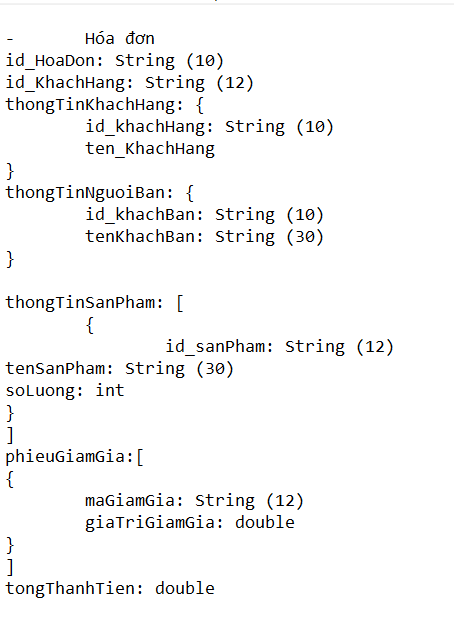 -       Hóa đơn
id_HoaDon: String (10)
id_KhachHang: String (12)
thongTinKhachHang: {
        id_khachHang: String (10)
        ten_KhachHang
}
thongTinNguoiBan: {
        id_khachBan: String (10)
        tenKhachBan: String (30)
}

thongTinSanPham: [
        {
                id_sanPham: String (12)
tenSanPham: String (30)
soLuong: int
}
]
phieuGiamGia:[
{
        maGiamGia: String (12)
        giaTriGiamGia: double
}
]
tongThanhTien: double